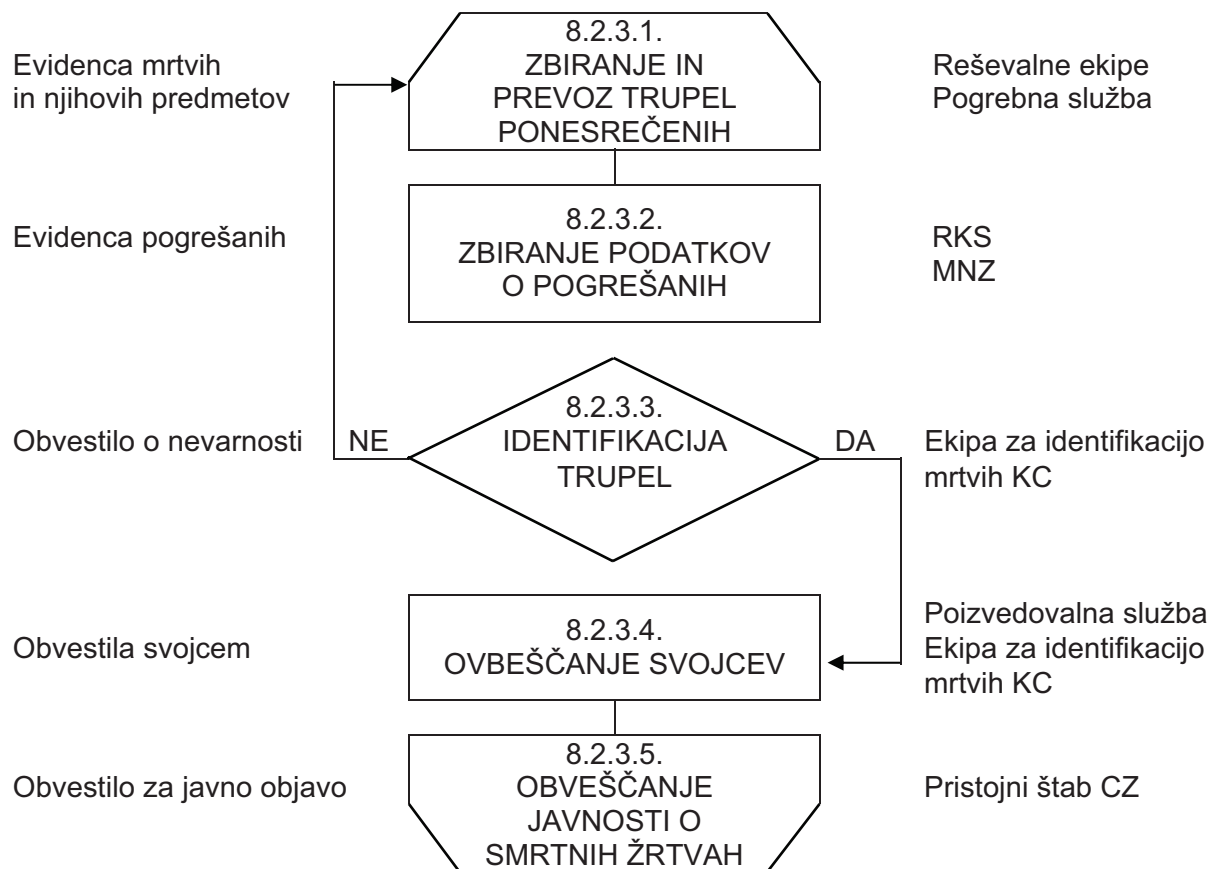 8.2.3.1.
Evidenca mrtvih
in njihovih predmetov
ZBIRANJE IN
PREVOZ TRUPEL
PONESREČENIH
Reševalne ekipe
Pogrebna služba
Evidenca pogrešanih
8.2.3.2.
ZBIRANJE PODATKOV
O POGREŠANIH
RKS
MNZ
Obvestilo o nevarnosti
NE
8.2.3.3.
IDENTIFIKACIJA
TRUPEL
DA
Ekipa za identifikacijo
mrtvih KC
Obvestila svojcem
8.2.3.4.
OVBEŠČANJE SVOJCEV
Poizvedovalna služba
Ekipa za identifikacijo
mrtvih KC
Obvestilo za javno objavo
8.2.3.5.
OBVEŠČANJE
JAVNOSTI O
SMRTNIH ŽRTVAH
Pristojni štab CZ